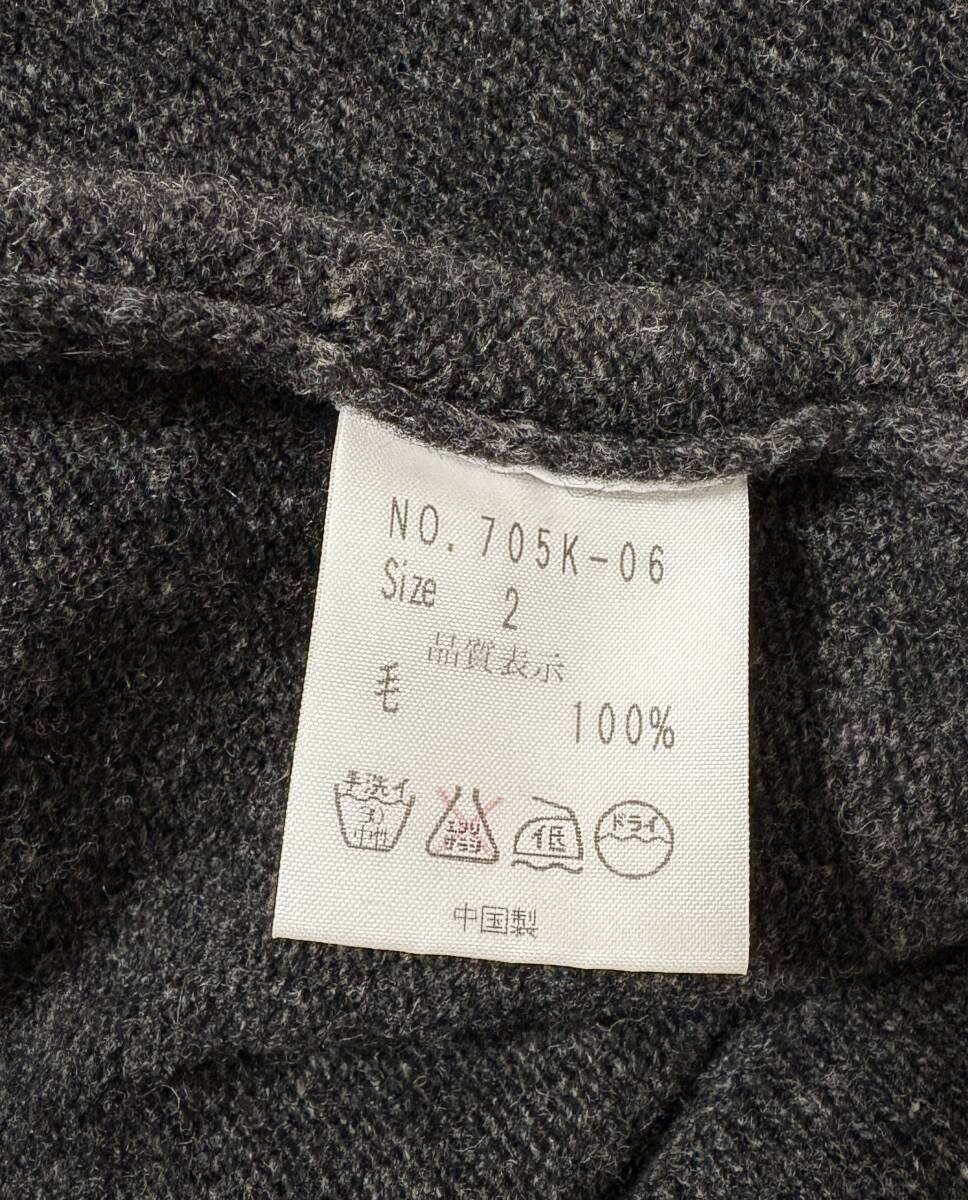 NO. 705K-06
Size 2
品質表示
毛 100%
手洗イ
30
中性
エンソ
サラシ
低
ドライ
中国製